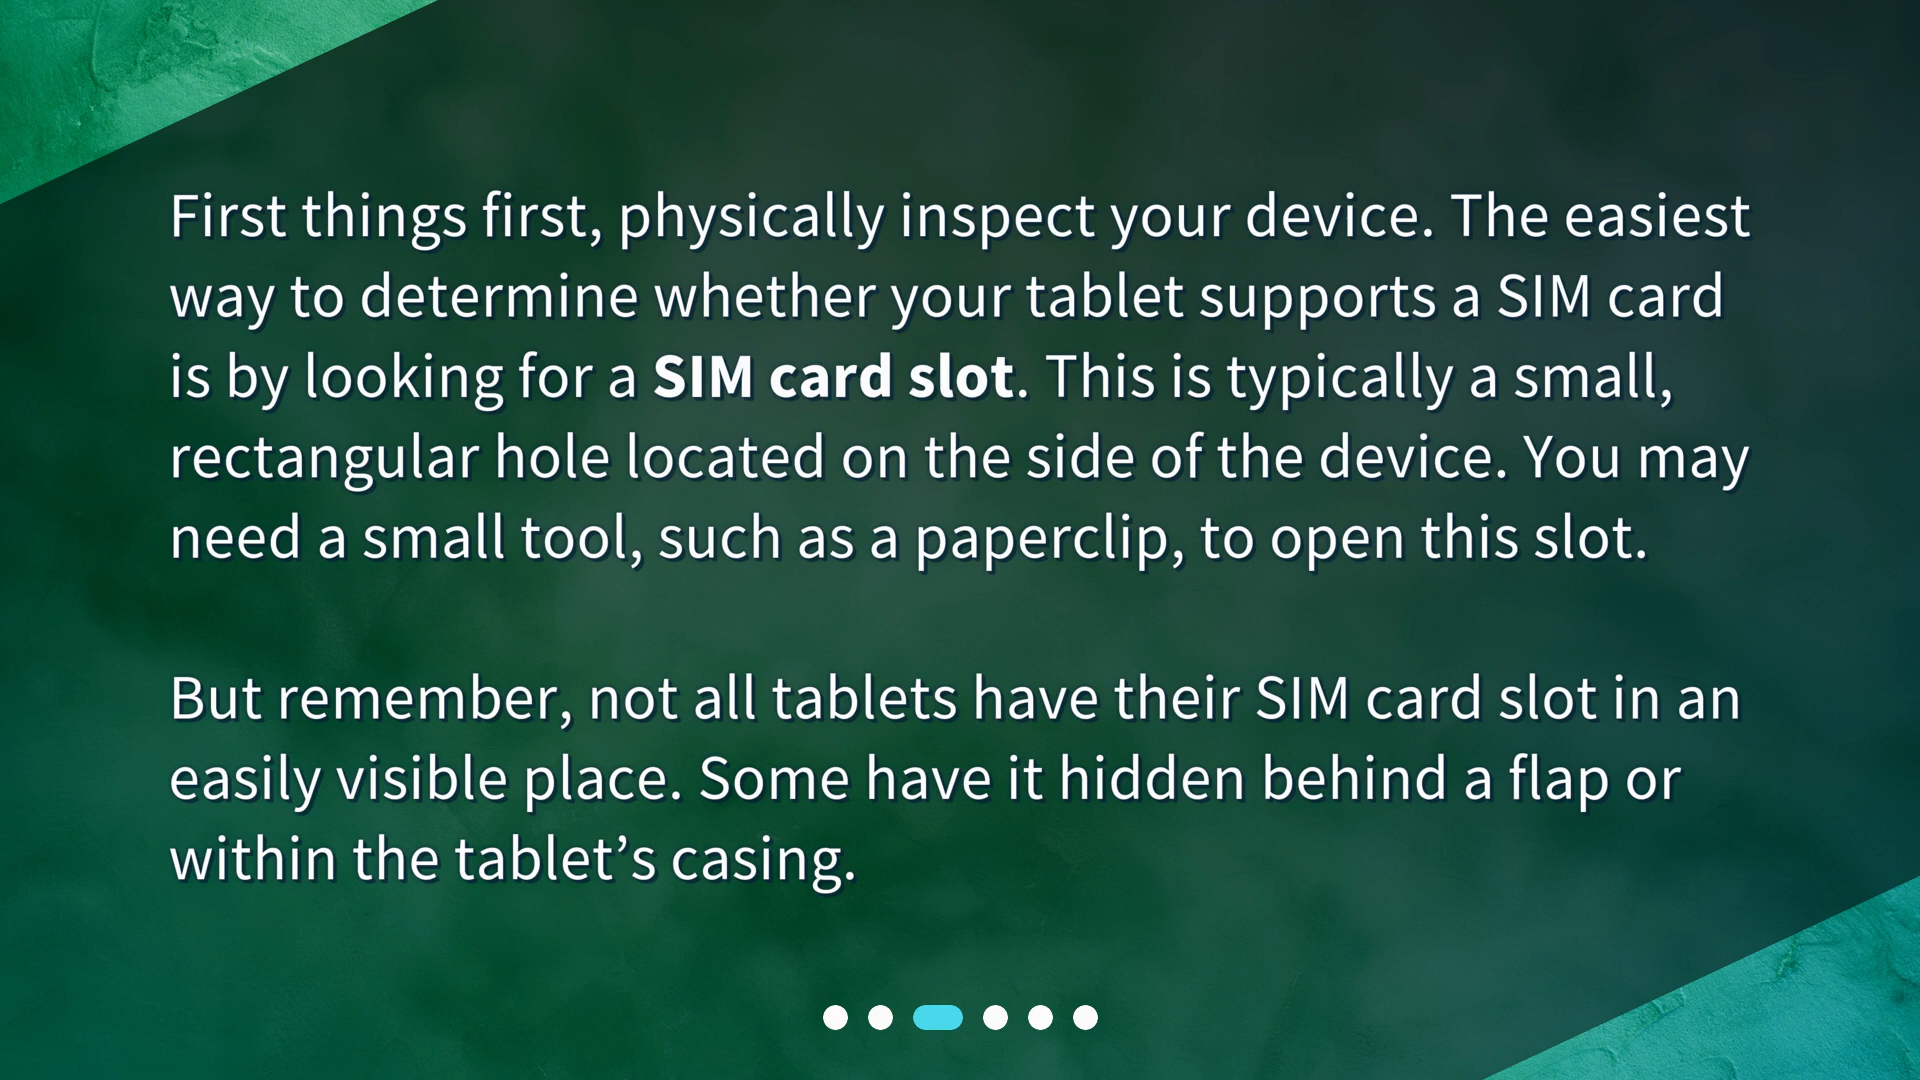 First things first, physically inspect your device. The easiest
way to determine whether your tablet supports a SIM card
is by looking for a SIM card slot. This is typically a small,
rectangular hole located on the side of the device. You may
need a small tool, such as a paperclip, to open this slot.
But remember, not all tablets have their SIM card slot in an
easily visible place. Some have it hidden behind a flap or
within the tablet’s casing.